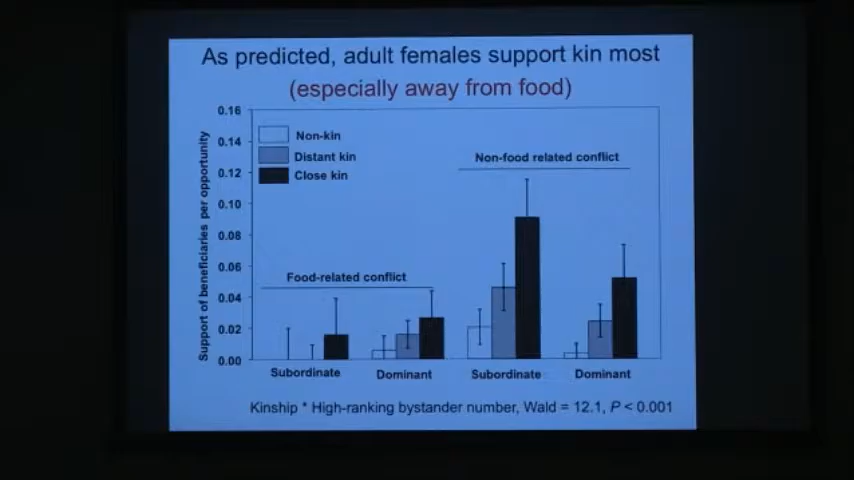 As predicted, adult females support kin most
(especially away from food)
Support of beneficiaries per opportunity
0.16
0.14
0.12
0.10
0.08
0.06
0.04
0.02
0.00
Non-kin
Distant kin
Close kin
Food-related conflict
Non-food related conflict
Subordinate
Dominant
Subordinate
Dominant
Kinship * High-ranking bystander number, Wald = 12.1, P < 0.001